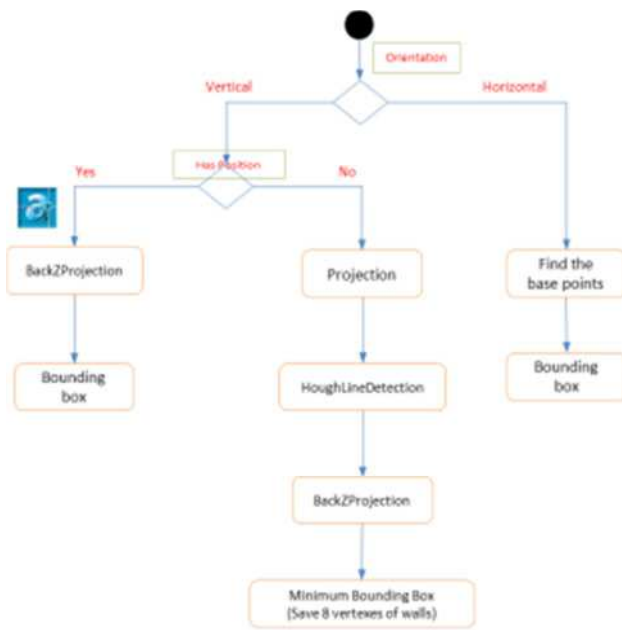 Orientation
Vertical
Horizontal
Has Position
Yes
No
BackZProjection
Projection
Find the
base points
Bounding
box
HoughLineDetection
Bounding
box
BackZProjection
Minimum Bounding Box
(Save 8 vertexes of walls)